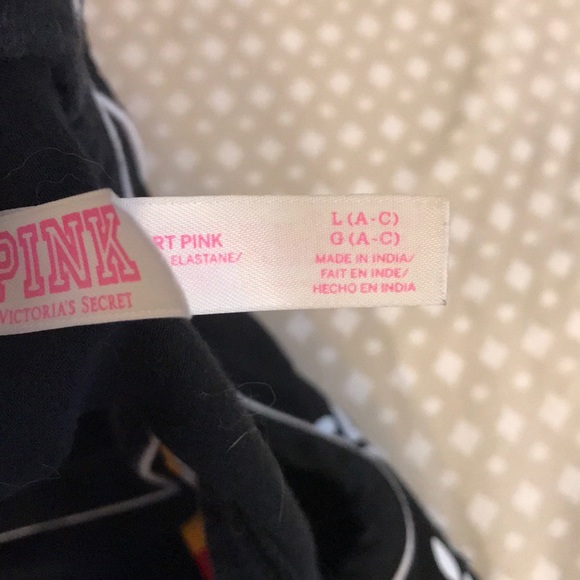 PINK
VICTORIA'S SECRET
RT PINK
ELASTANE/
L (A-C)
G (A-C)
MADE IN INDIA/
FAIT EN INDE/
HECHO EN INDIA